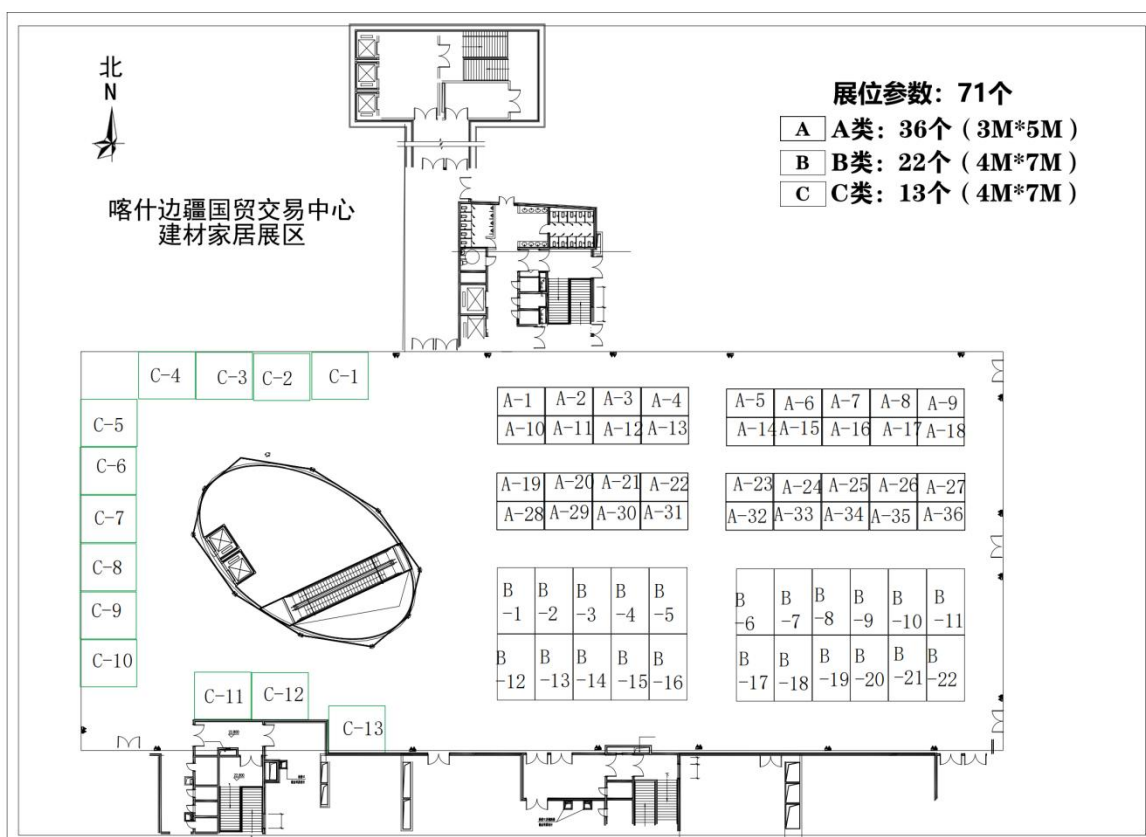 北
N
喀什边疆国贸交易中心
建材家居展区
展位参数：71个
A A类：36个（3M*5M）
B B类：22个（4M*7M）
C C类：13个（4M*7M）
C-4 C-3 C-2 C-1
C-5
C-6
C-7
C-8
C-9
C-10
C-11 C-12
C-13
A-1 A-2 A-3 A-4
A-10 A-11 A-12 A-13
A-5 A-6 A-7 A-8 A-9
A-14 A-15 A-16 A-17 A-18
A-19 A-20 A-21 A-22
A-28 A-29 A-30 A-31
A-23 A-24 A-25 A-26 A-27
A-32 A-33 A-34 A-35 A-36
B B B B B
-1 -2 -3 -4 -5
B B B B B
-12 -13 -14 -15 -16
B B B B B B
-6 -7 -8 -9 -10 -11
B B B B B B
-17 -18 -19 -20 -21 -22